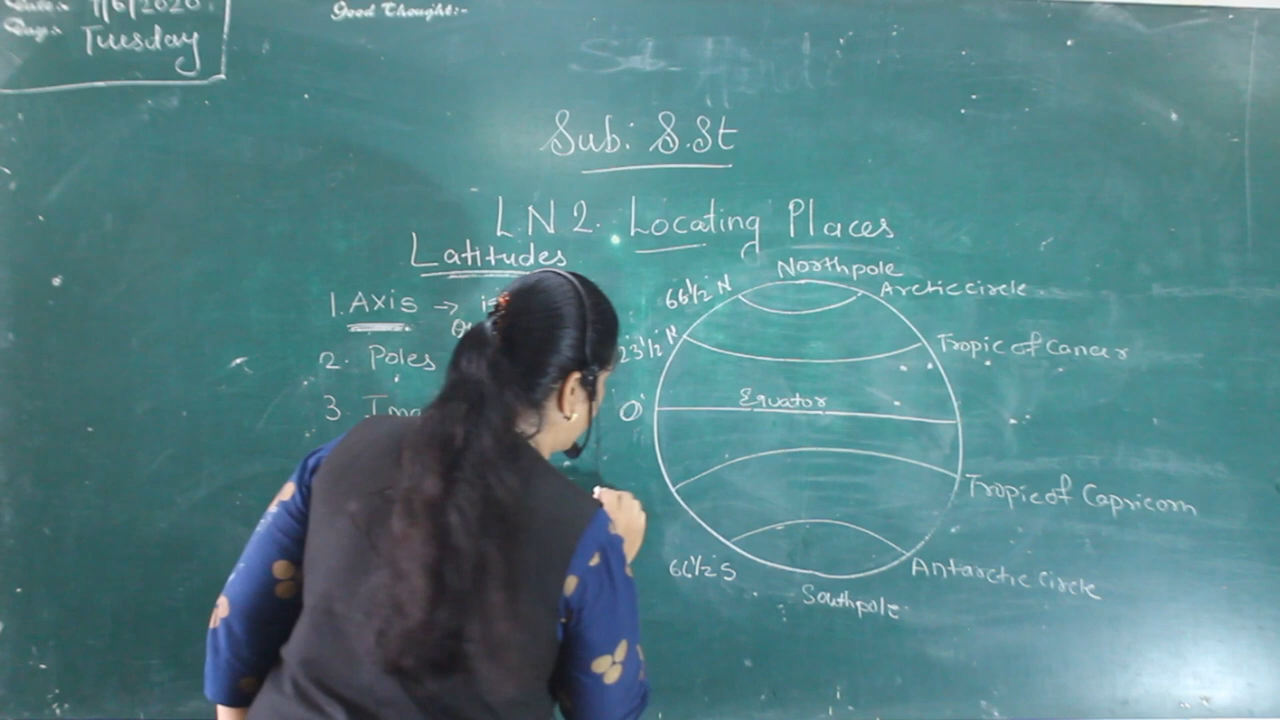 Date:- 9/6/2020.
Day:- Tuesday
Good Thought:-
Sub: S.St
LN 2. Locating Places
Latitudes
1. Axis →
2. Poles
3.
Northpole
66½ N
Arctic circle
23½ N
Tropic of Cancer
0°
Equator
Tropic of Capricorn
66½ S
Antarctic Circle
Southpole